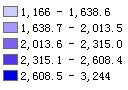 1,166 - 1,638.6
1,638.7 - 2,013.5
2,013.6 - 2,315.0
2,315.1 - 2,608.4
2,608.5 - 3,244